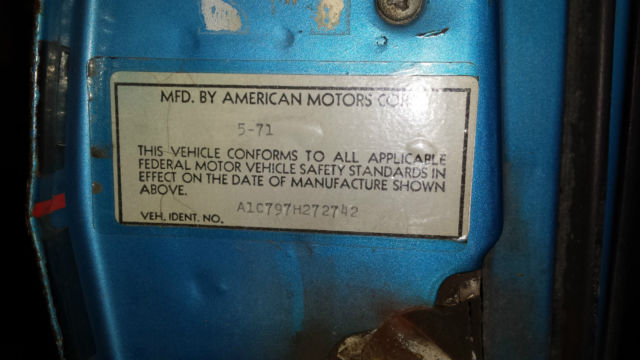 MFD. BY AMERICAN MOTORS COR
5-71
THIS VEHICLE CONFORMS TO ALL APPLICABLE
FEDERAL MOTOR VEHICLE SAFETY STANDARDS IN
EFFECT ON THE DATE OF MANUFACTURE SHOWN
ABOVE.
VEH. IDENT. NO. A1C797H272742